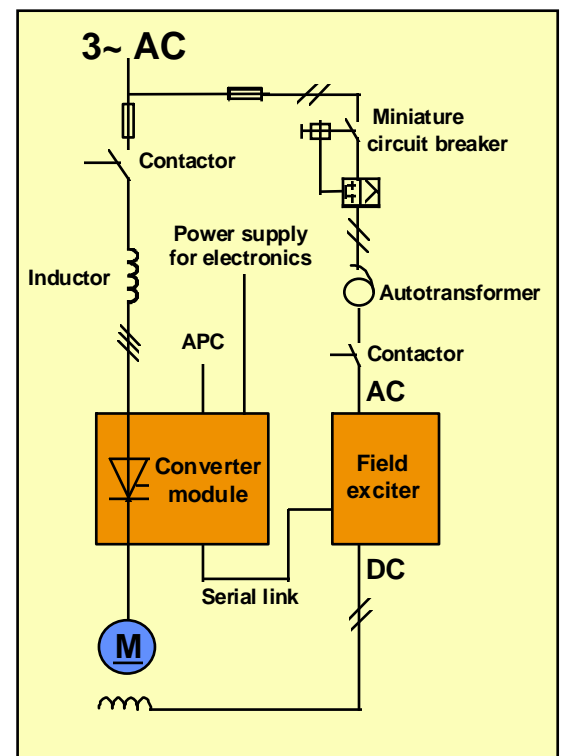 3~ AC
Miniature
circuit breaker
Contactor
Power supply
for electronics
Inductor
Autotransformer
APC
Contactor
AC
Converter
module
Field
exciter
DC
Serial link
M